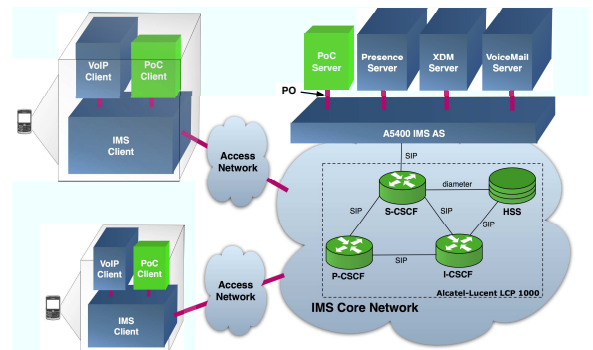 VoIP
Client
PoC
Client
IMS
Client
PoC
Server
Presence
Server
XDM
Server
VoiceMail
Server
PO
A5400 IMS AS
Access
Network
SIP
S-CSCF
diameter
HSS
SIP
SIP
SIP
P-CSCF
SIP
I-CSCF
Alcatel-Lucent LCP 1000
IMS Core Network
VoIP
Client
PoC
Client
IMS
Client
Access
Network